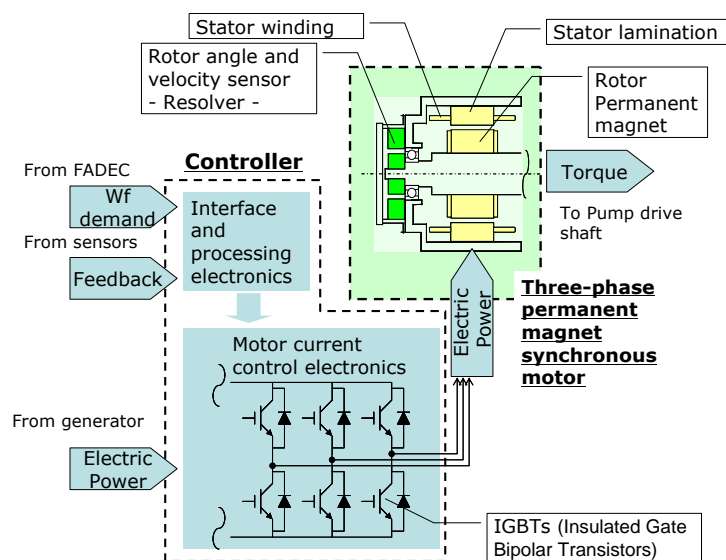 Stator winding
Stator lamination
Rotor angle and
velocity sensor
- Resolver -
Rotor
Permanent
magnet
From FADEC
Controller
Torque
Wf
demand
Interface
and
processing
electronics
To Pump drive
shaft
From sensors
Feedback
Electric
Power
Three-phase
permanent
magnet
synchronous
motor
Motor current
control electronics
From generator
Electric
Power
IGBTs (Insulated Gate
Bipolar Transistors)